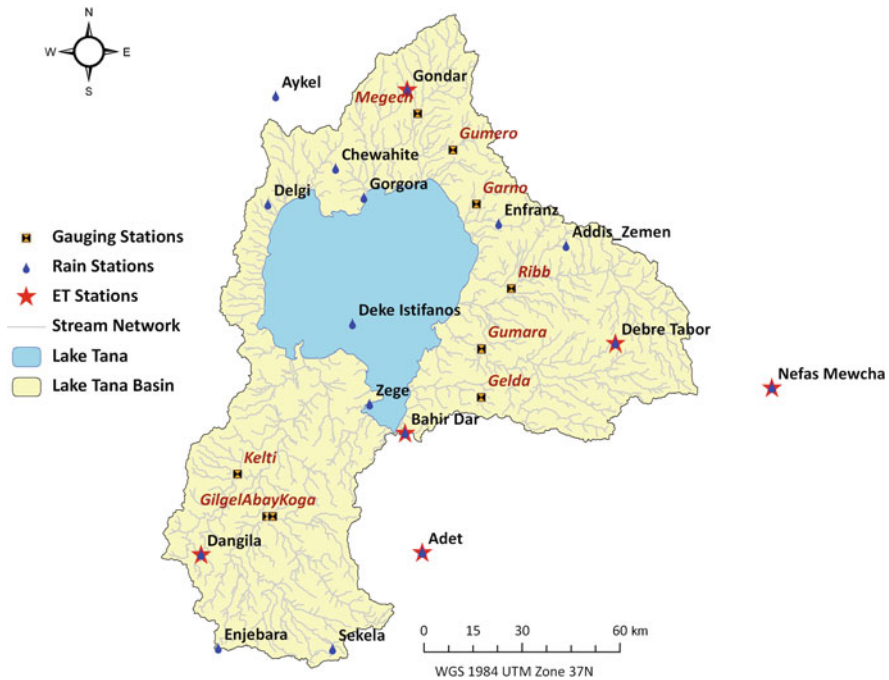 N
W E
S
Aykel
Gondar
Megech
Gumero
Chewahite
Delgi
Gorgora
Garno
Enfranz
Addis_Zemen
Gauging Stations
Rain Stations
ET Stations
Stream Network
Lake Tana
Lake Tana Basin
Ribb
Deke Istifanos
Gumara
Debre Tabor
Nefas Mewcha
Gelda
Zege
Bahir Dar
Kelti
GilgelAbayKoga
Dangila
Adet
Enjebara
Sekela
0 30 60 km
WGS 1984 UTM Zone 37N